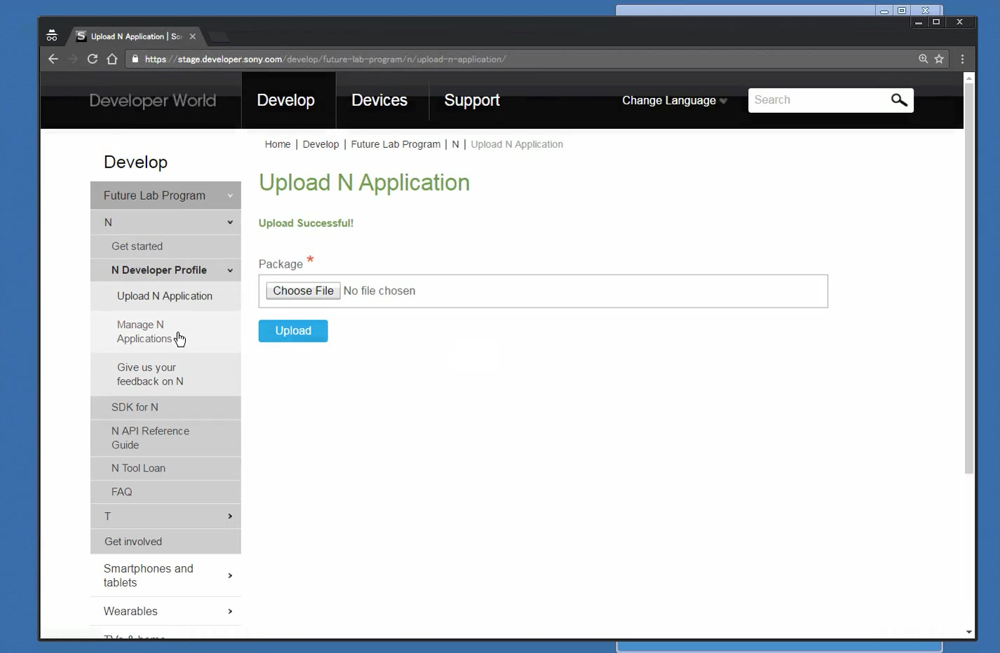 Upload N Application | So
https://stage.developer.sony.com/develop/future-lab-program/n/upload-n-application/
Developer World
Develop
Devices
Support
Change Language
Search
Home | Develop | Future Lab Program | N | Upload N Application
Develop
Future Lab Program
N
Get started
N Developer Profile
Upload N Application
Manage N
Applications
Give us your
feedback on N
SDK for N
N API Reference
Guide
N Tool Loan
FAQ
T
Get involved
Smartphones and
tablets
Wearables
Upload N Application
Upload Successful!
Package *
Choose File No file chosen
Upload